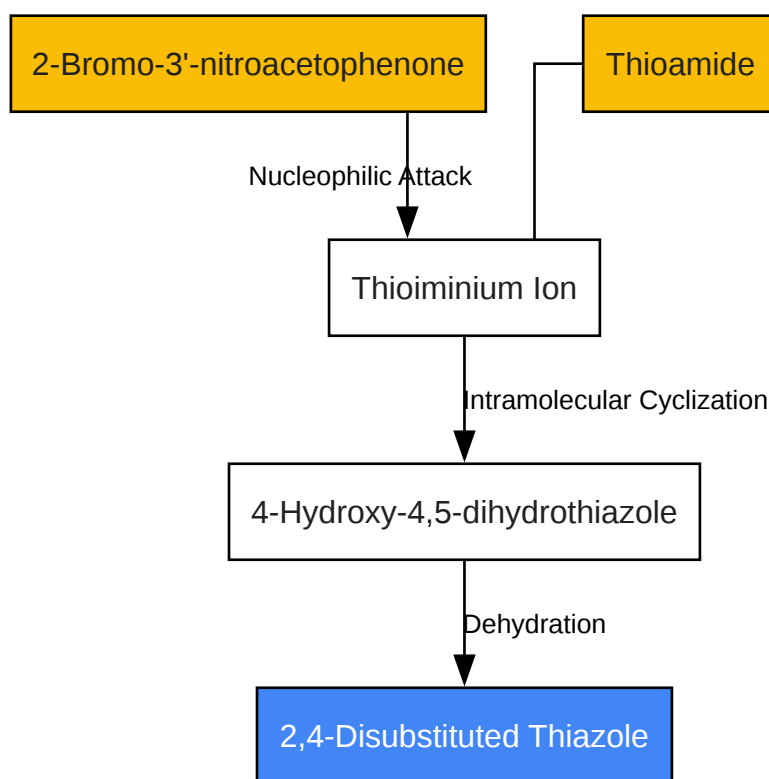 2-Bromo-3'-nitroacetophenone
Thioamide
Nucleophilic Attack
Thioiminium Ion
Intramolecular Cyclization
4-Hydroxy-4,5-dihydrothiazole
Dehydration
2,4-Disubstituted Thiazole